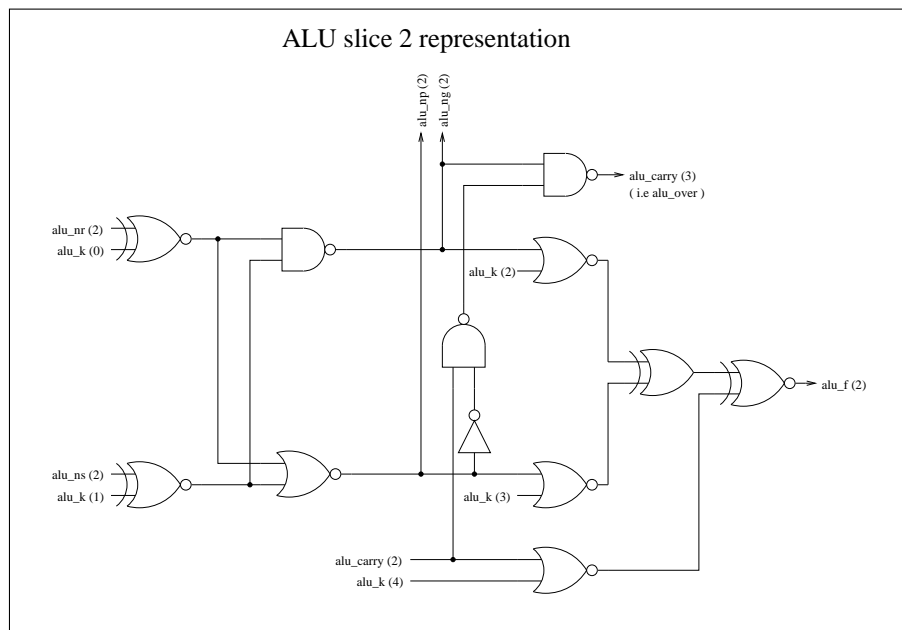 ALU slice 2 representation
alu_np (2)
alu_ng (2)
alu_carry (3)
( i.e alu_over )
alu_nr (2)
alu_k (0)
alu_k (2)
alu_f (2)
alu_ns (2)
alu_k (1)
alu_k (3)
alu_carry (2)
alu_k (4)